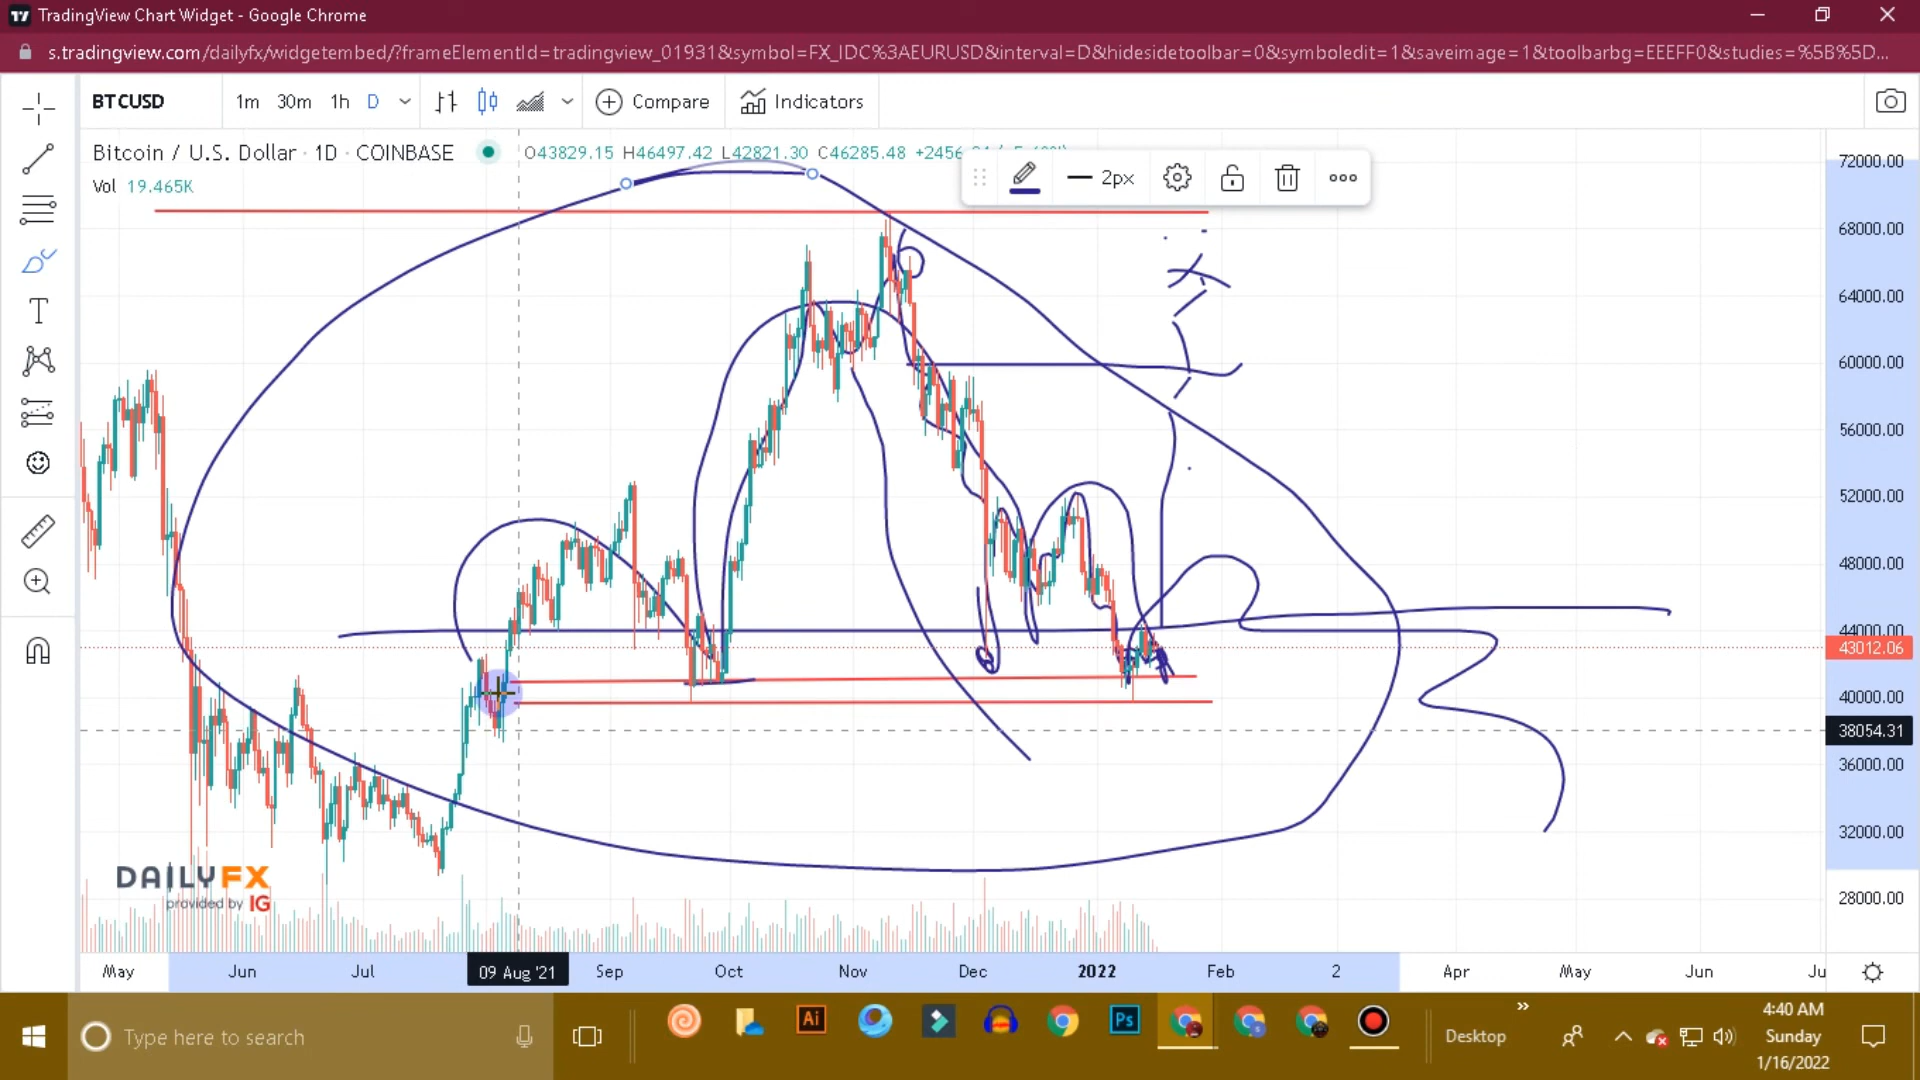 TradingView Chart Widget - Google Chrome
s.tradingview.com/dailyfx/widgetembed/?frameElementId=tradingview_01931&symbol=FX_IDC%3AEURUSD&interval=D&hidesidetoolbar=0&symboledit=1&saveimage=1&toolbarbg=EEEFF0&studies=%5B%5D...
BTCUSD 1m 30m 1h D Compare Indicators
Bitcoin / U.S. Dollar · 1D · COINBASE O43829.15 H46497.42 L42821.30 C46285.48
Vol 19.465K
2px
72000.00
68000.00
64000.00
60000.00
56000.00
52000.00
48000.00
44000.00
43012.06
40000.00
38054.31
36000.00
32000.00
28000.00
DAILYFX
provided by IG
May Jun Jul 09 Aug '21 Sep Oct Nov Dec 2022 Feb 2 Apr May Jun Ju
Type here to search
Ai
Ps
Desktop
4:40 AM
Sunday
1/16/2022